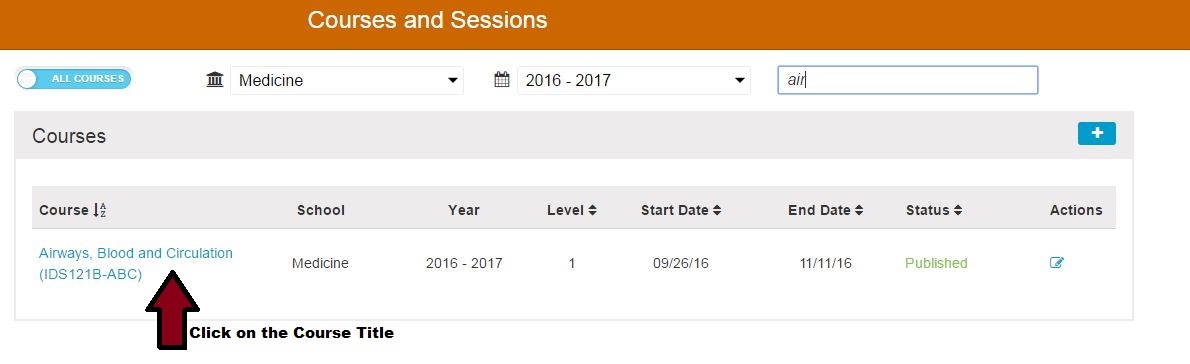 Courses and Sessions
ALL COURSES Medicine 2016 - 2017 air
Courses
Course School Year Level Start Date End Date Status Actions
Airways, Blood and Circulation
(IDS121B-ABC) Medicine 2016 - 2017 1 09/26/16 11/11/16 Published
Click on the Course Title